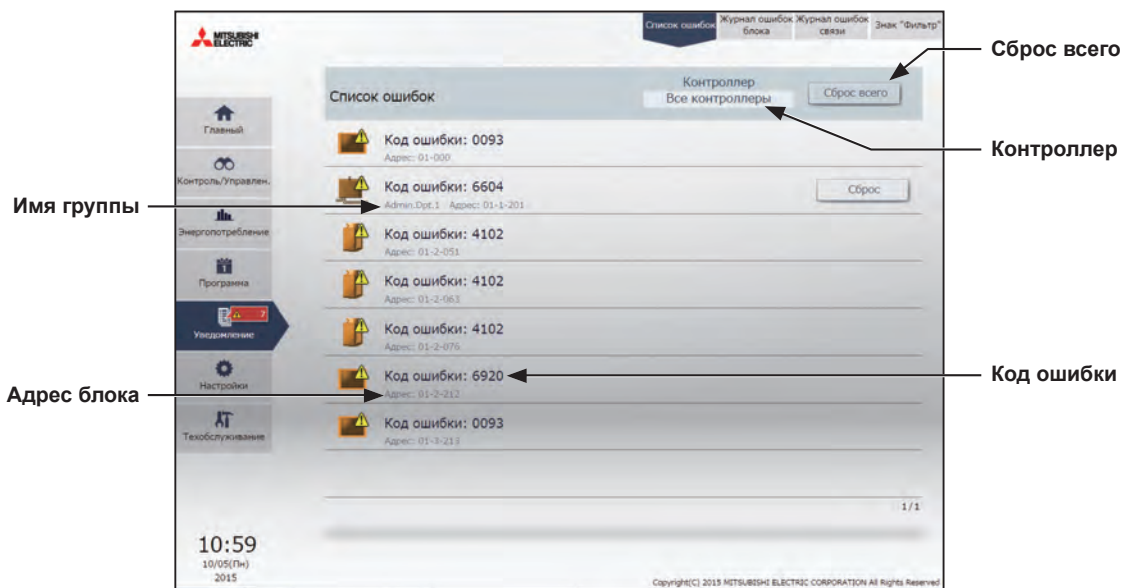 MITSUBISHI
ELECTRIC
Список ошибок
Журнал ошибок
блока
Журнал ошибок
связи
Знак "Фильтр"
Сброс всего
Список ошибок
Контроллер
Все контроллеры
Сброс всего
Контроллер
Главный
Контроль/Управлен.
Энергопотребление
Программа
7
Уведомление
Настройки
Техобслуживание
Имя группы
Адрес блока
Код ошибки: 0093
Адрес: 01-000
Код ошибки: 6604
Admin.Dpt.1 Адрес: 01-1-201
Сброс
Код ошибки: 4102
Адрес: 01-2-051
Код ошибки: 4102
Адрес: 01-2-063
Код ошибки: 4102
Адрес: 01-2-076
Код ошибки: 6920
Адрес: 01-2-212
Код ошибки
Код ошибки: 0093
Адрес: 01-3-213
1/1
10:59
10/05(Пн)
2015
Copyright(C) 2015 MITSUBISHI ELECTRIC CORPORATION All Rights Reserved